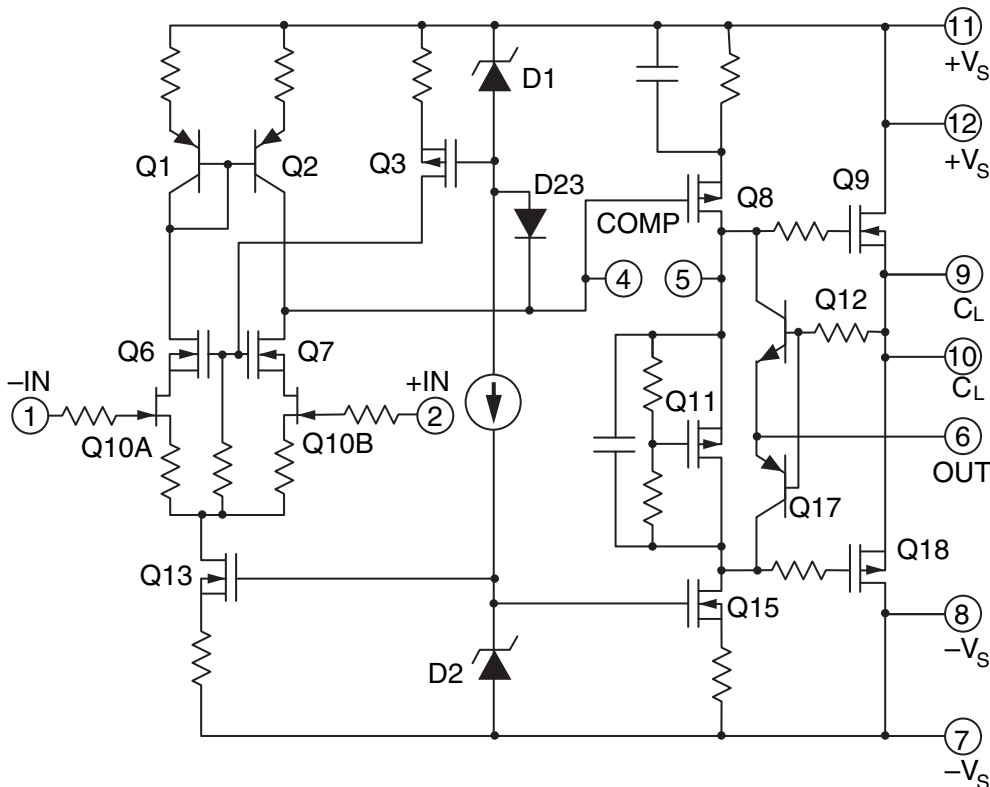 11
+VS
D1
12
+VS
Q1
Q2
Q3
D23
Q8
Q9
COMP
4
5
9
CL
Q12
Q6
Q7
10
CL
–IN
1
+IN
2
Q11
6
OUT
Q10A
Q10B
Q17
Q13
Q18
Q15
8
–VS
D2
7
–VS